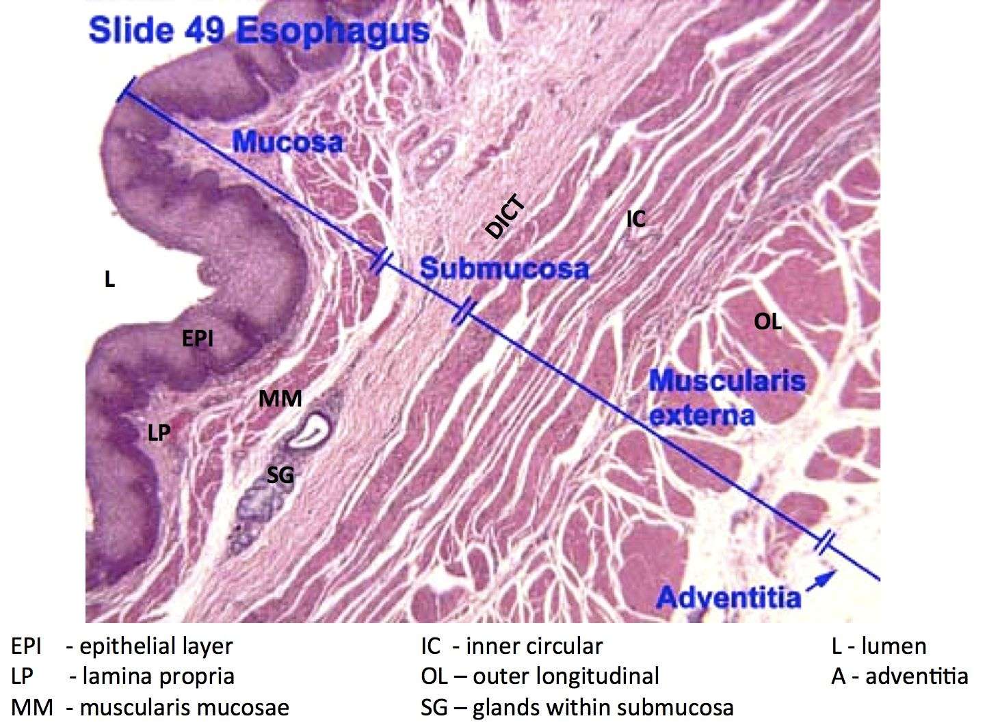 Slide 49 Esophagus
Mucosa
DICT
IC
Submucosa
L
OL
EPI
Muscularis
externa
MM
LP
SG
Adventitia
EPI - epithelial layer
IC - inner circular
L - lumen
LP - lamina propria
OL – outer longitudinal
A - adventitia
MM - muscularis mucosae
SG – glands within submucosa